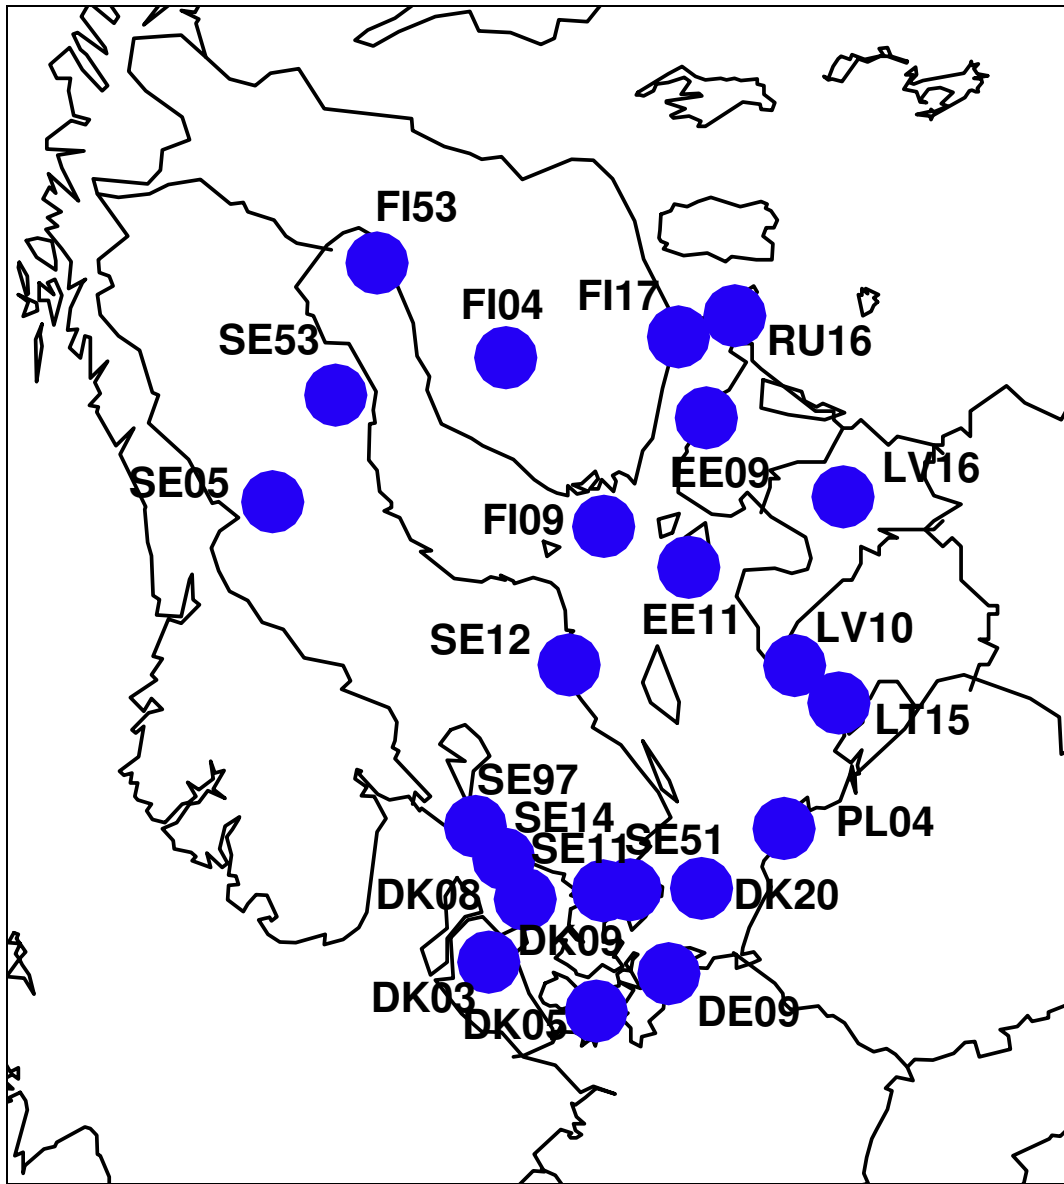 FI53
FI04
FI17
SE53
RU16
SE05
EE09
LV16
FI09
EE11
SE12
LV10
LT15
SE97
SE14
SE11
SE51
PL04
DK08
DK20
DK09
DK03
DK05
DE09